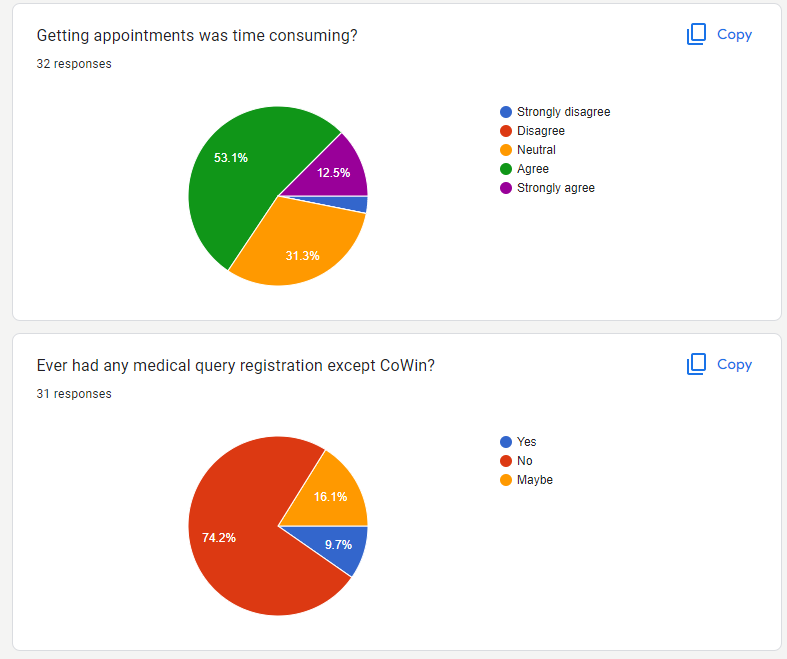 Getting appointments was time consuming?
Copy
32 responses
Strongly disagree
Disagree
Neutral
Agree
Strongly agree
53.1%
12.5%
31.3%
Ever had any medical query registration except CoWin?
Copy
31 responses
Yes
No
Maybe
16.1%
74.2%
9.7%